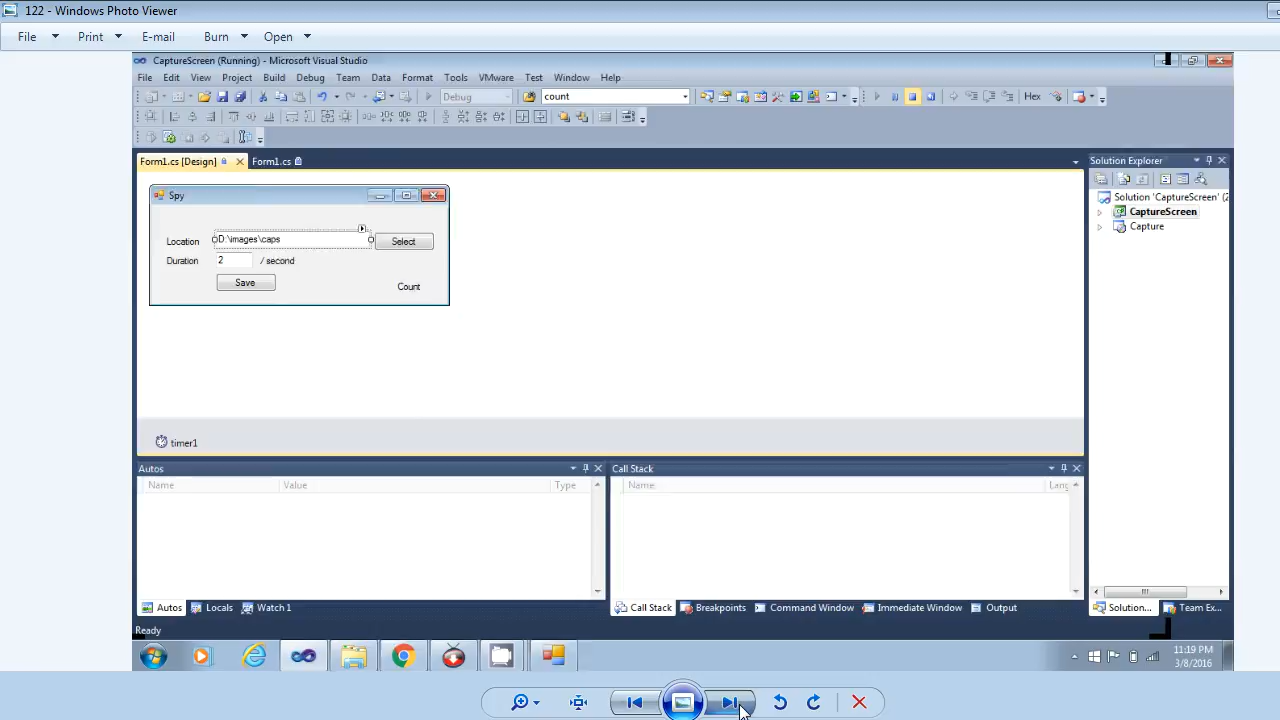 122 - Windows Photo Viewer
File Print E-mail Burn Open
CaptureScreen (Running) - Microsoft Visual Studio
File Edit View Project Build Debug Team Data Format Tools VMware Test Window Help
Debug count Hex
Form1.cs [Design] Form1.cs
Solution Explorer
Spy
Solution 'CaptureScreen' (2
CaptureScreen
Capture
Location D:\images\caps Select
Duration 2 / second
Save Count
timer1
Autos
Call Stack
Name Value Type
Name Lang
Autos Locals Watch 1
Call Stack Breakpoints Command Window Immediate Window Output
Solution... Team Ex...
Ready
11:19 PM
3/8/2016